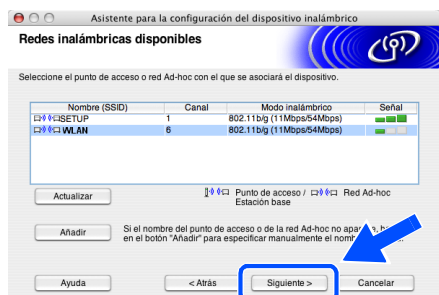 Asistente para la configuración del dispositivo inalámbrico
Redes inalámbricas disponibles
Seleccione el punto de acceso o red Ad-hoc con el que se asociará el dispositivo.
Nombre (SSID) Canal Modo inalámbrico Señal
SETUP 1 802.11b/g (11Mbps/54Mbps)
WLAN 6 802.11b/g (11Mbps/54Mbps)
Actualizar
Punto de acceso / Red Ad-hoc
Estación base
Añadir
Si el nombre del punto de acceso o de la red Ad-hoc no
en el botón "Añadir" para especificar manualmente el
Ayuda < Atrás Siguiente > Cancelar